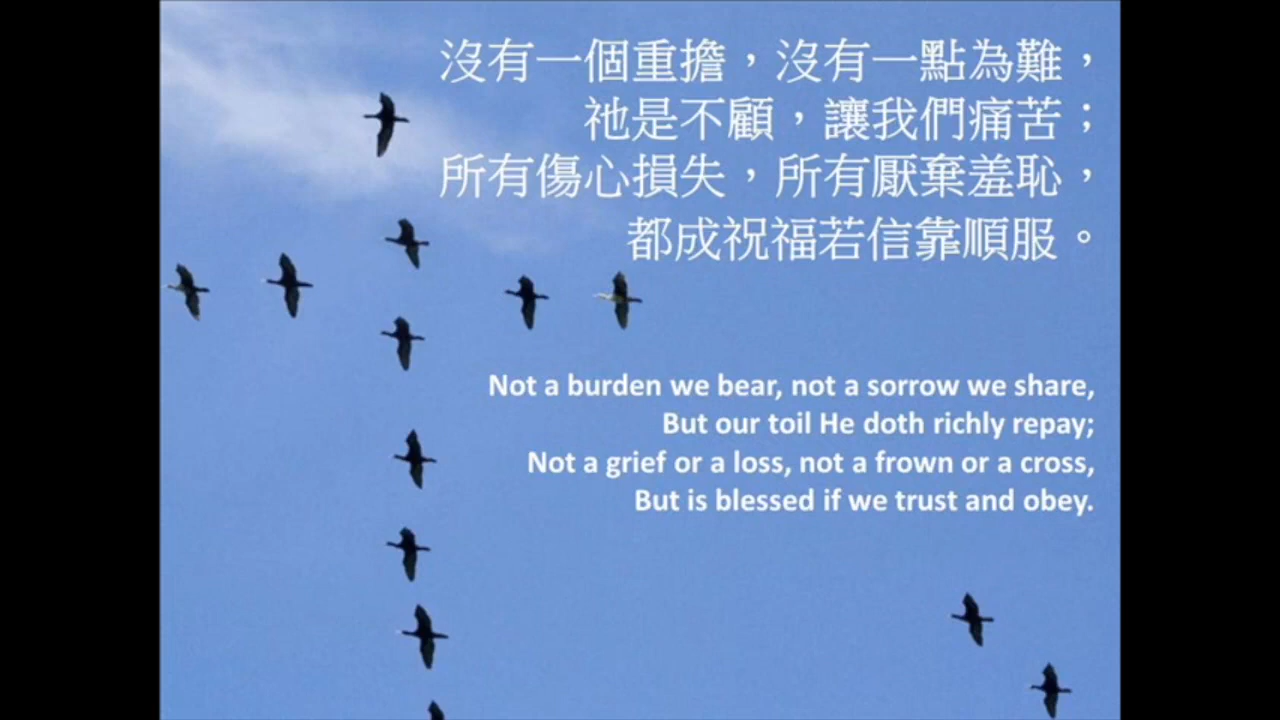 沒有一個重擔，沒有一點為難，
祂是不顧，讓我們痛苦；
所有傷心損失，所有厭棄羞恥，
都成祝福若信靠順服。
Not a burden we bear, not a sorrow we share,
But our toil He doth richly repay;
Not a grief or a loss, not a frown or a cross,
But is blessed if we trust and obey.